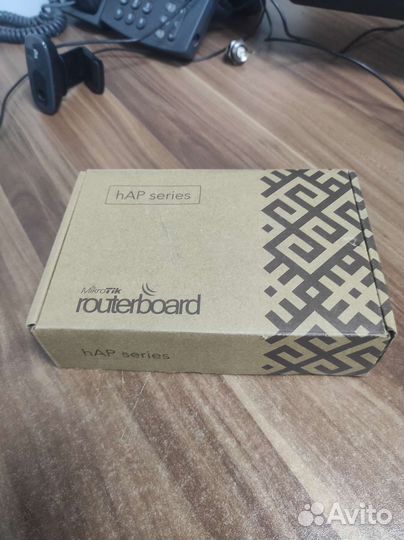 hAP series
MikroTik
routerboard
hAP series
Avito